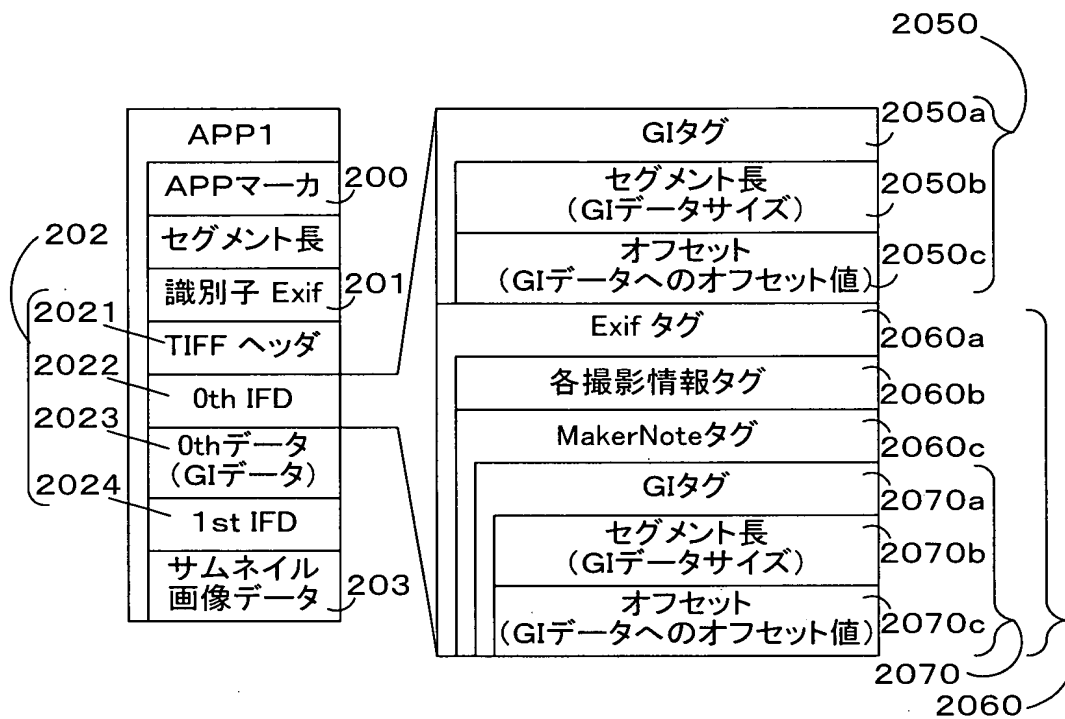 2050
APP1
APPマーカ
200
セグメント長
識別子 Exif
201
202
2021
TIFF ヘッダ
2022
0th IFD
2023
0thデータ
(GIデータ)
2024
1st IFD
サムネイル
画像データ
203
GIタグ
2050a
セグメント長
(GIデータサイズ)
2050b
オフセット
(GIデータへのオフセット値)
2050c
Exif タグ
2060a
各撮影情報タグ
2060b
MakerNoteタグ
2060c
GIタグ
2070a
セグメント長
(GIデータサイズ)
2070b
オフセット
(GIデータへのオフセット値)
2070c
2070
2060